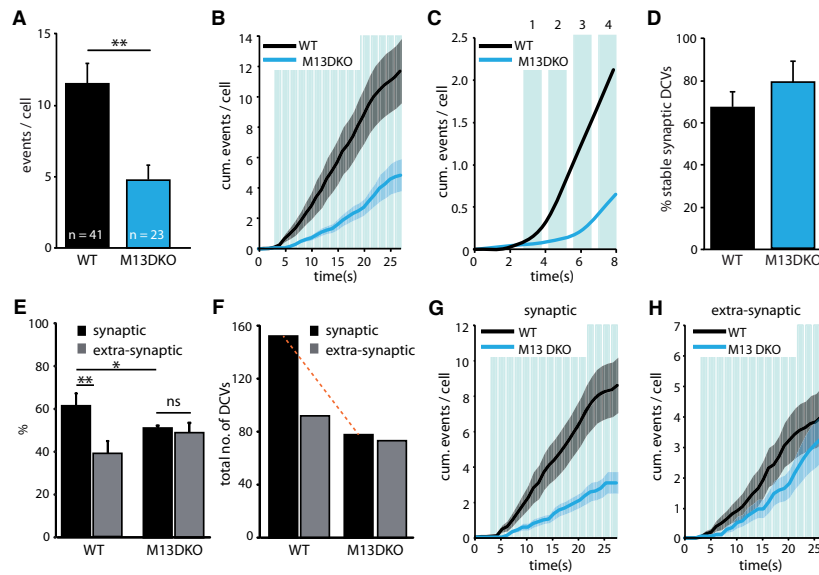 A
**
events / cell
15
10
5
0
n = 41
n = 23
WT
M13DKO
B
WT
M13DKO
cum. events / cell
14
12
10
8
6
4
2
0
0 5 10 15 20 25
time(s)
C
1 2 3 4
WT
M13DKO
cum. events / cell
2.5
2.0
1.5
1.0
0.5
0
0 2 4 6 8
time(s)
D
% stable synaptic DCVs
100
80
60
40
20
0
WT
M13DKO
E
synaptic
extra-synaptic
%
100
80
60
40
20
0
*
**
ns
WT
M13DKO
F
synaptic
extra-synaptic
total no. of DCVs
160
120
80
40
0
WT
M13DKO
G
synaptic
WT
M13 DKO
cum. events / cell
12
10
8
6
4
2
0
0 5 10 15 20 25
time(s)
H
extra-synaptic
WT
M13 DKO
cum. events / cell
7
6
5
4
3
2
1
0
0 5 10 15 20 25
time(s)